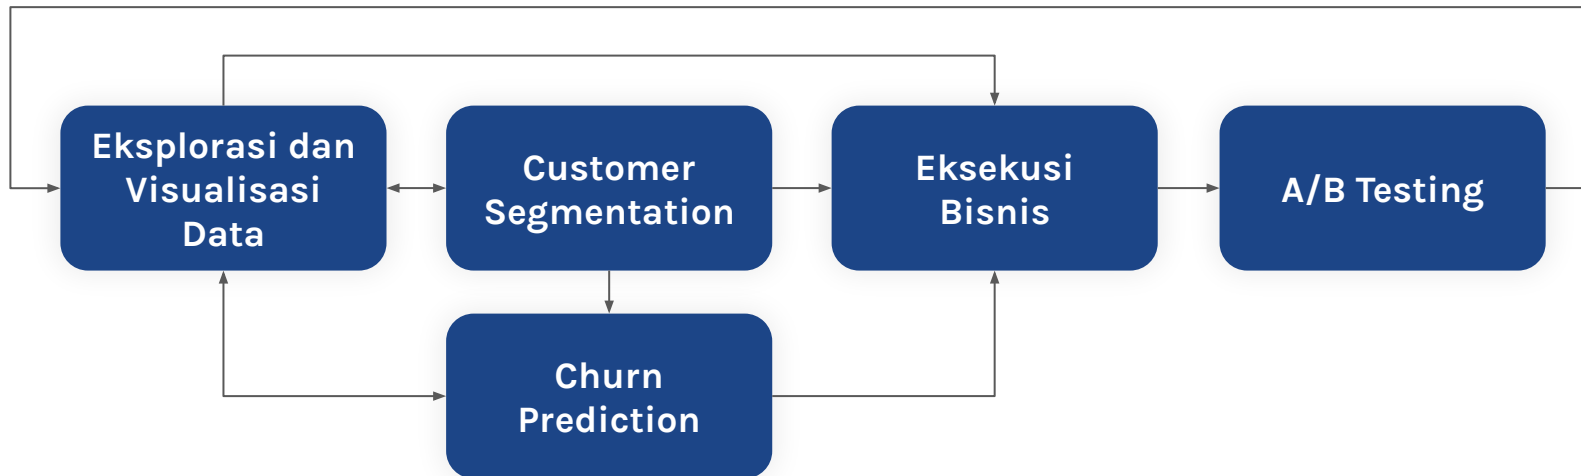 Eksplorasi dan
Visualisasi
Data
Customer
Segmentation
Eksekusi
Bisnis
A/B Testing
Churn
Prediction